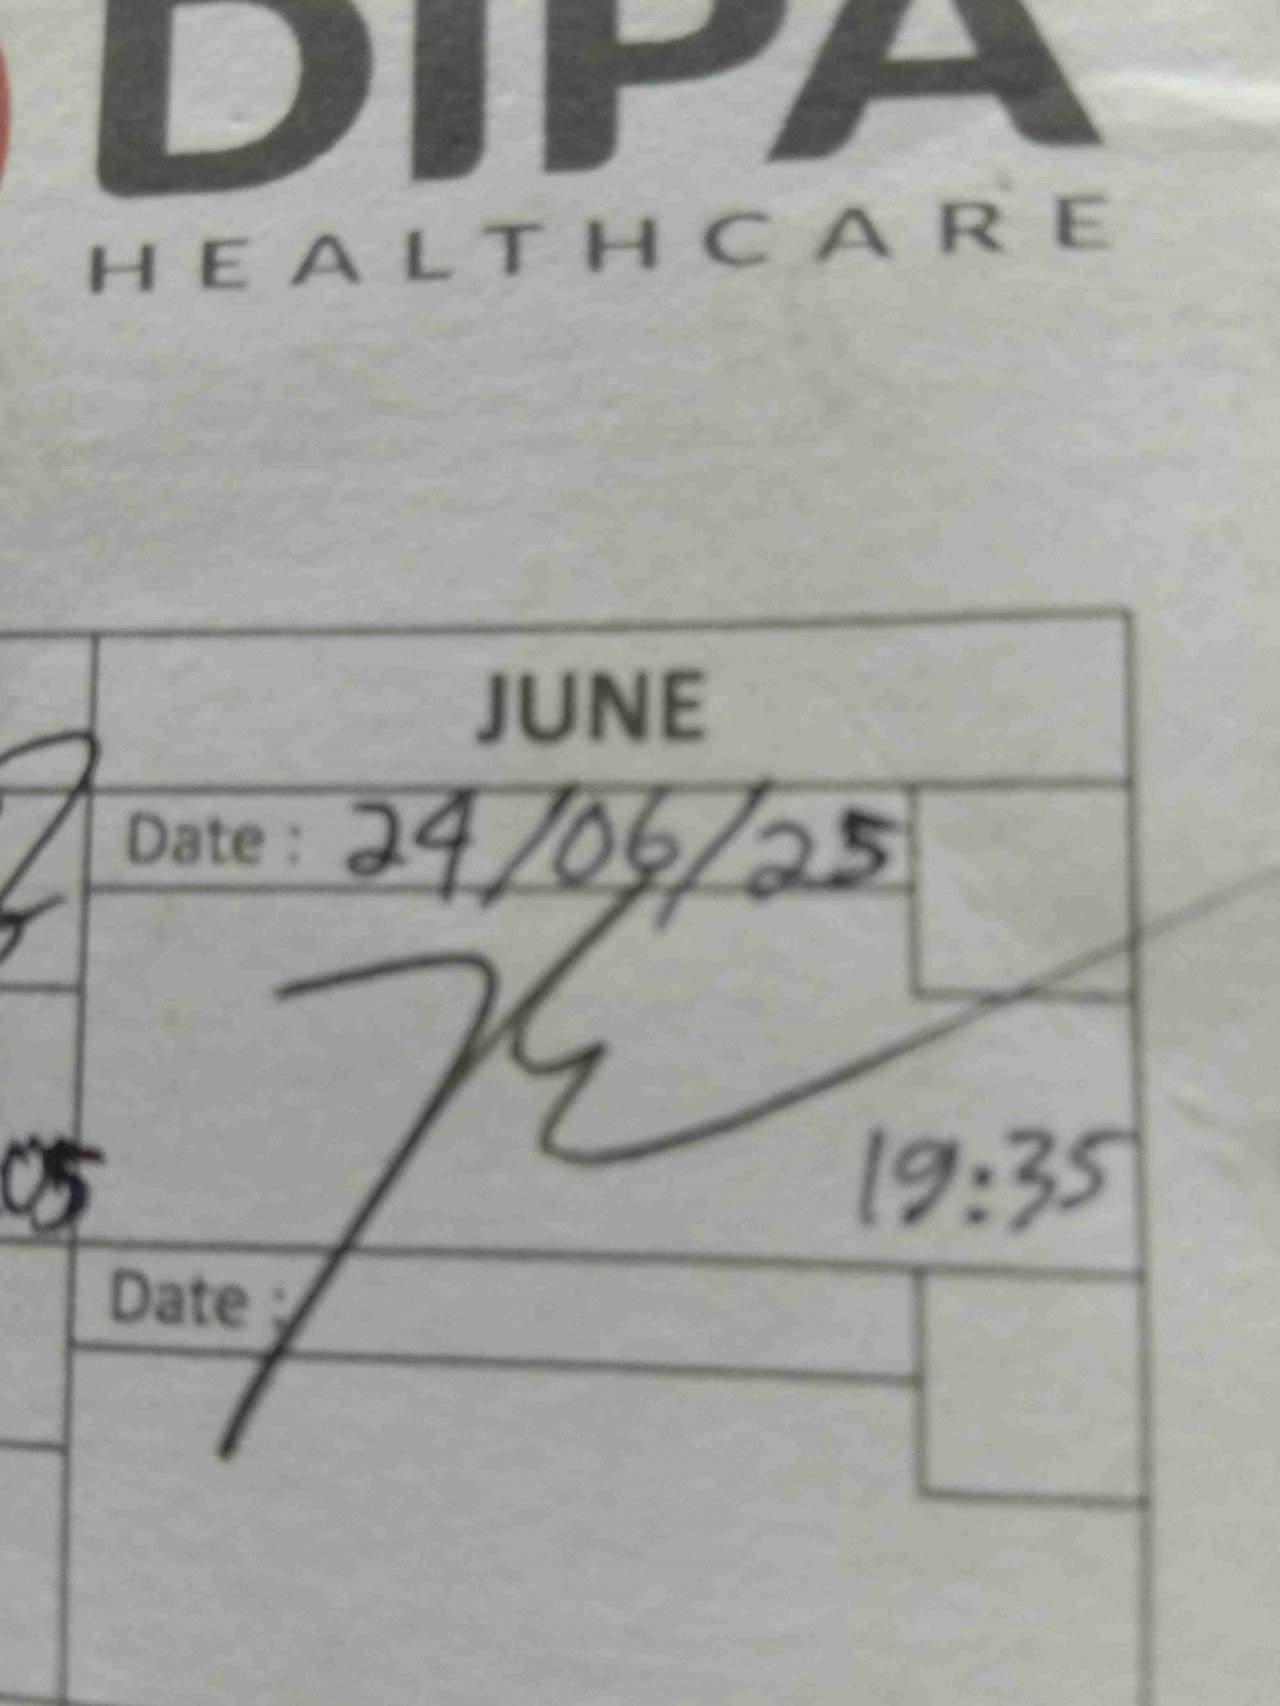 DIPA
HEALTHCARE
JUNE
Date : 24/06/25
19:35
05
Date :